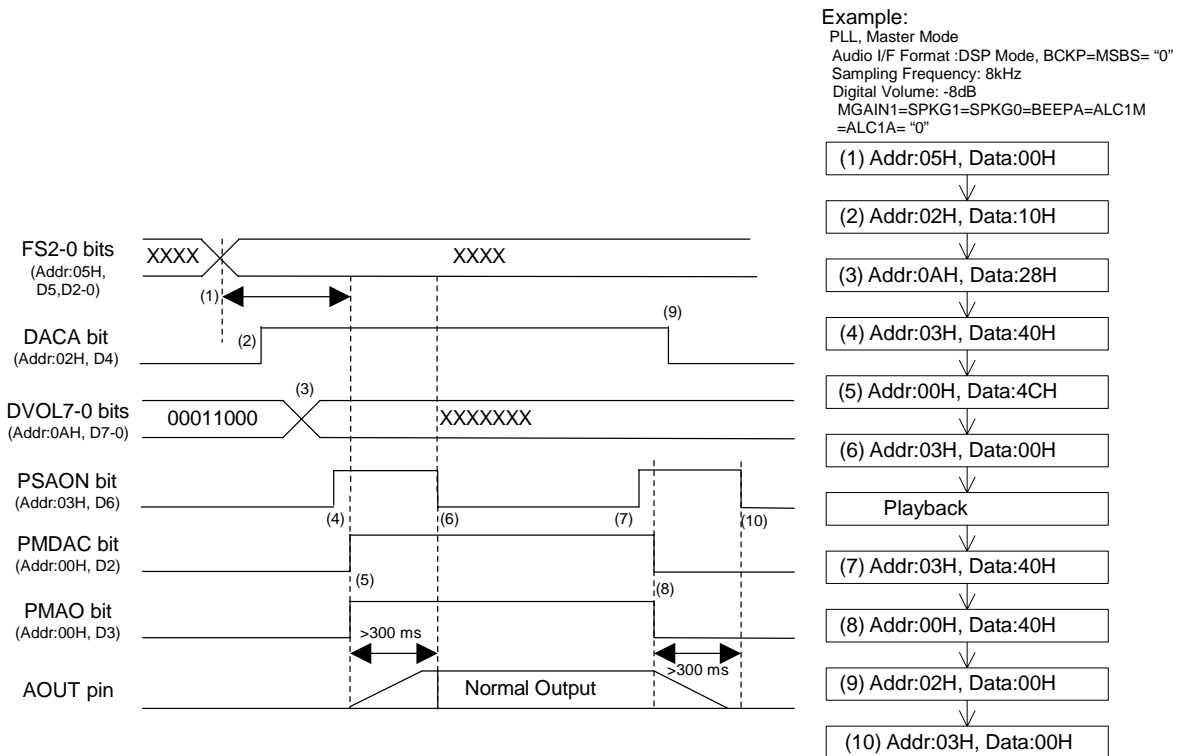 Example:
PLL, Master Mode
Audio I/F Format :DSP Mode, BCKP=MSBS= “0”
Sampling Frequency: 8kHz
Digital Volume: -8dB
MGAIN1=SPKG1=SPKG0=BEEPA=ALC1M
=ALC1A= “0”
(1) Addr:05H, Data:00H
(2) Addr:02H, Data:10H
(3) Addr:0AH, Data:28H
(4) Addr:03H, Data:40H
(5) Addr:00H, Data:4CH
(6) Addr:03H, Data:00H
Playback
(7) Addr:03H, Data:40H
(8) Addr:00H, Data:40H
(9) Addr:02H, Data:00H
(10) Addr:03H, Data:00H
FS2-0 bits
(Addr:05H,
D5,D2-0)
XXXX
XXXX
(1)
DACA bit
(Addr:02H, D4)
(2)
(9)
DVOL7-0 bits
(Addr:0AH, D7-0)
00011000
(3)
XXXXXXX
PSAON bit
(Addr:03H, D6)
(4)
(6)
(7)
(10)
PMDAC bit
(Addr:00H, D2)
(5)
(8)
PMAO bit
(Addr:00H, D3)
>300 ms
>300 ms
AOUT pin
Normal Output